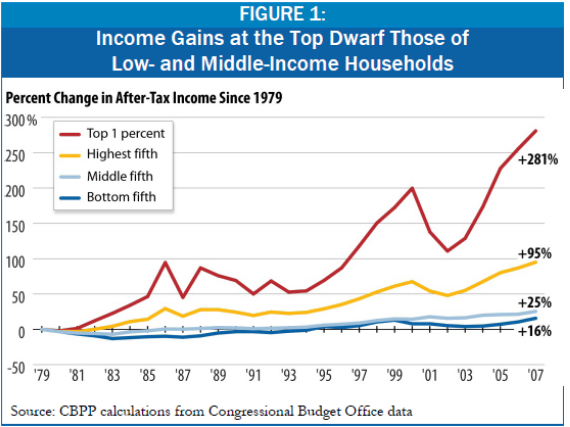 FIGURE 1:
Income Gains at the Top Dwarf Those of
Low- and Middle-Income Households
Percent Change in After-Tax Income Since 1979
300%
250
200
150
100
50
0
-50
Top 1 percent
Highest fifth
Middle fifth
Bottom fifth
+281%
+95%
+25%
+16%
'79 '81 '83 '85 '87 '89 '91 '93 '95 '97 '99 '01 '03 '05 '07
Source: CBPP calculations from Congressional Budget Office data